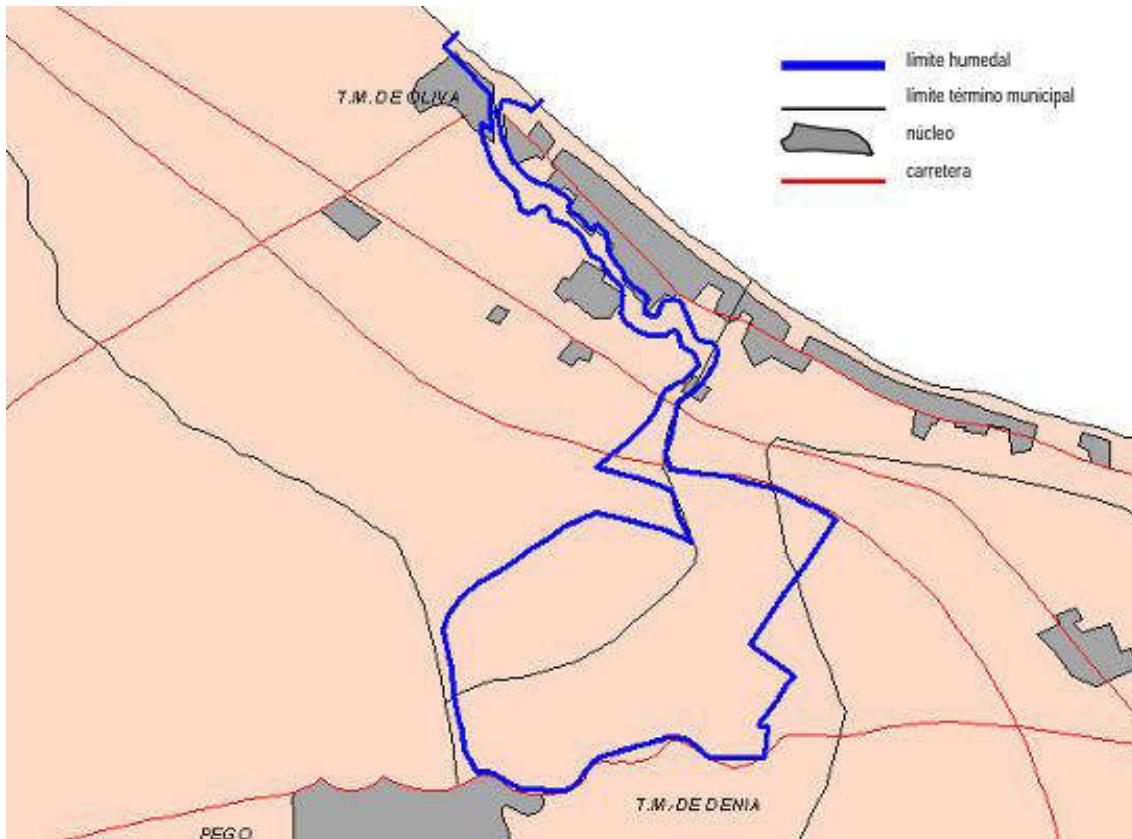 límite humedal
límite término municipal
núcleo
carretera
T.M. DE OLIVA
T.M. DE DENIA
PEGO